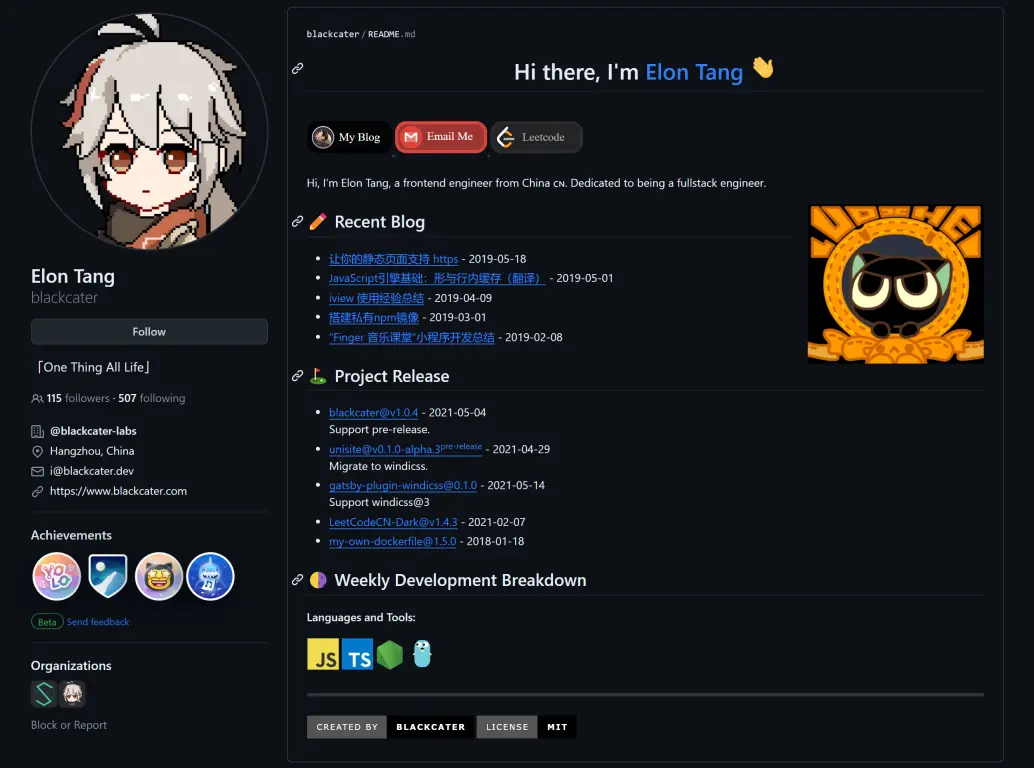 Elon Tang
blackcater
Follow
「One Thing All Life」
115 followers · 507 following
@blackcater-labs
Hangzhou, China
i@blackcater.dev
https://www.blackcater.com
Achievements
YOLO
Beta Send feedback
Organizations
Block or Report
blackcater/README.md
Hi there, I'm Elon Tang
My Blog
Email Me
Leetcode
Hi, I'm Elon Tang, a frontend engineer from China CN. Dedicated to being a fullstack engineer.
Recent Blog
让你的静态页面支持 https - 2019-05-18
JavaScript引擎基础：形与行内缓存（翻译） - 2019-05-01
iview 使用经验总结 - 2019-04-09
搭建私有npm镜像 - 2019-03-01
“Finger 音乐课堂”小程序开发总结 - 2019-02-08
Project Release
blackcater@v1.0.4 - 2021-05-04
Support pre-release.
unisite@v0.1.0-alpha.3pre-release - 2021-04-29
Migrate to windicss.
gatsby-plugin-windicss@0.1.0 - 2021-05-14
Support windicss@3
LeetCodeCN-Dark@v1.4.3 - 2021-02-07
my-own-dockerfile@1.5.0 - 2018-01-18
Weekly Development Breakdown
Languages and Tools:
JS
TS
CREATED BY BLACKCATER
LICENSE MIT